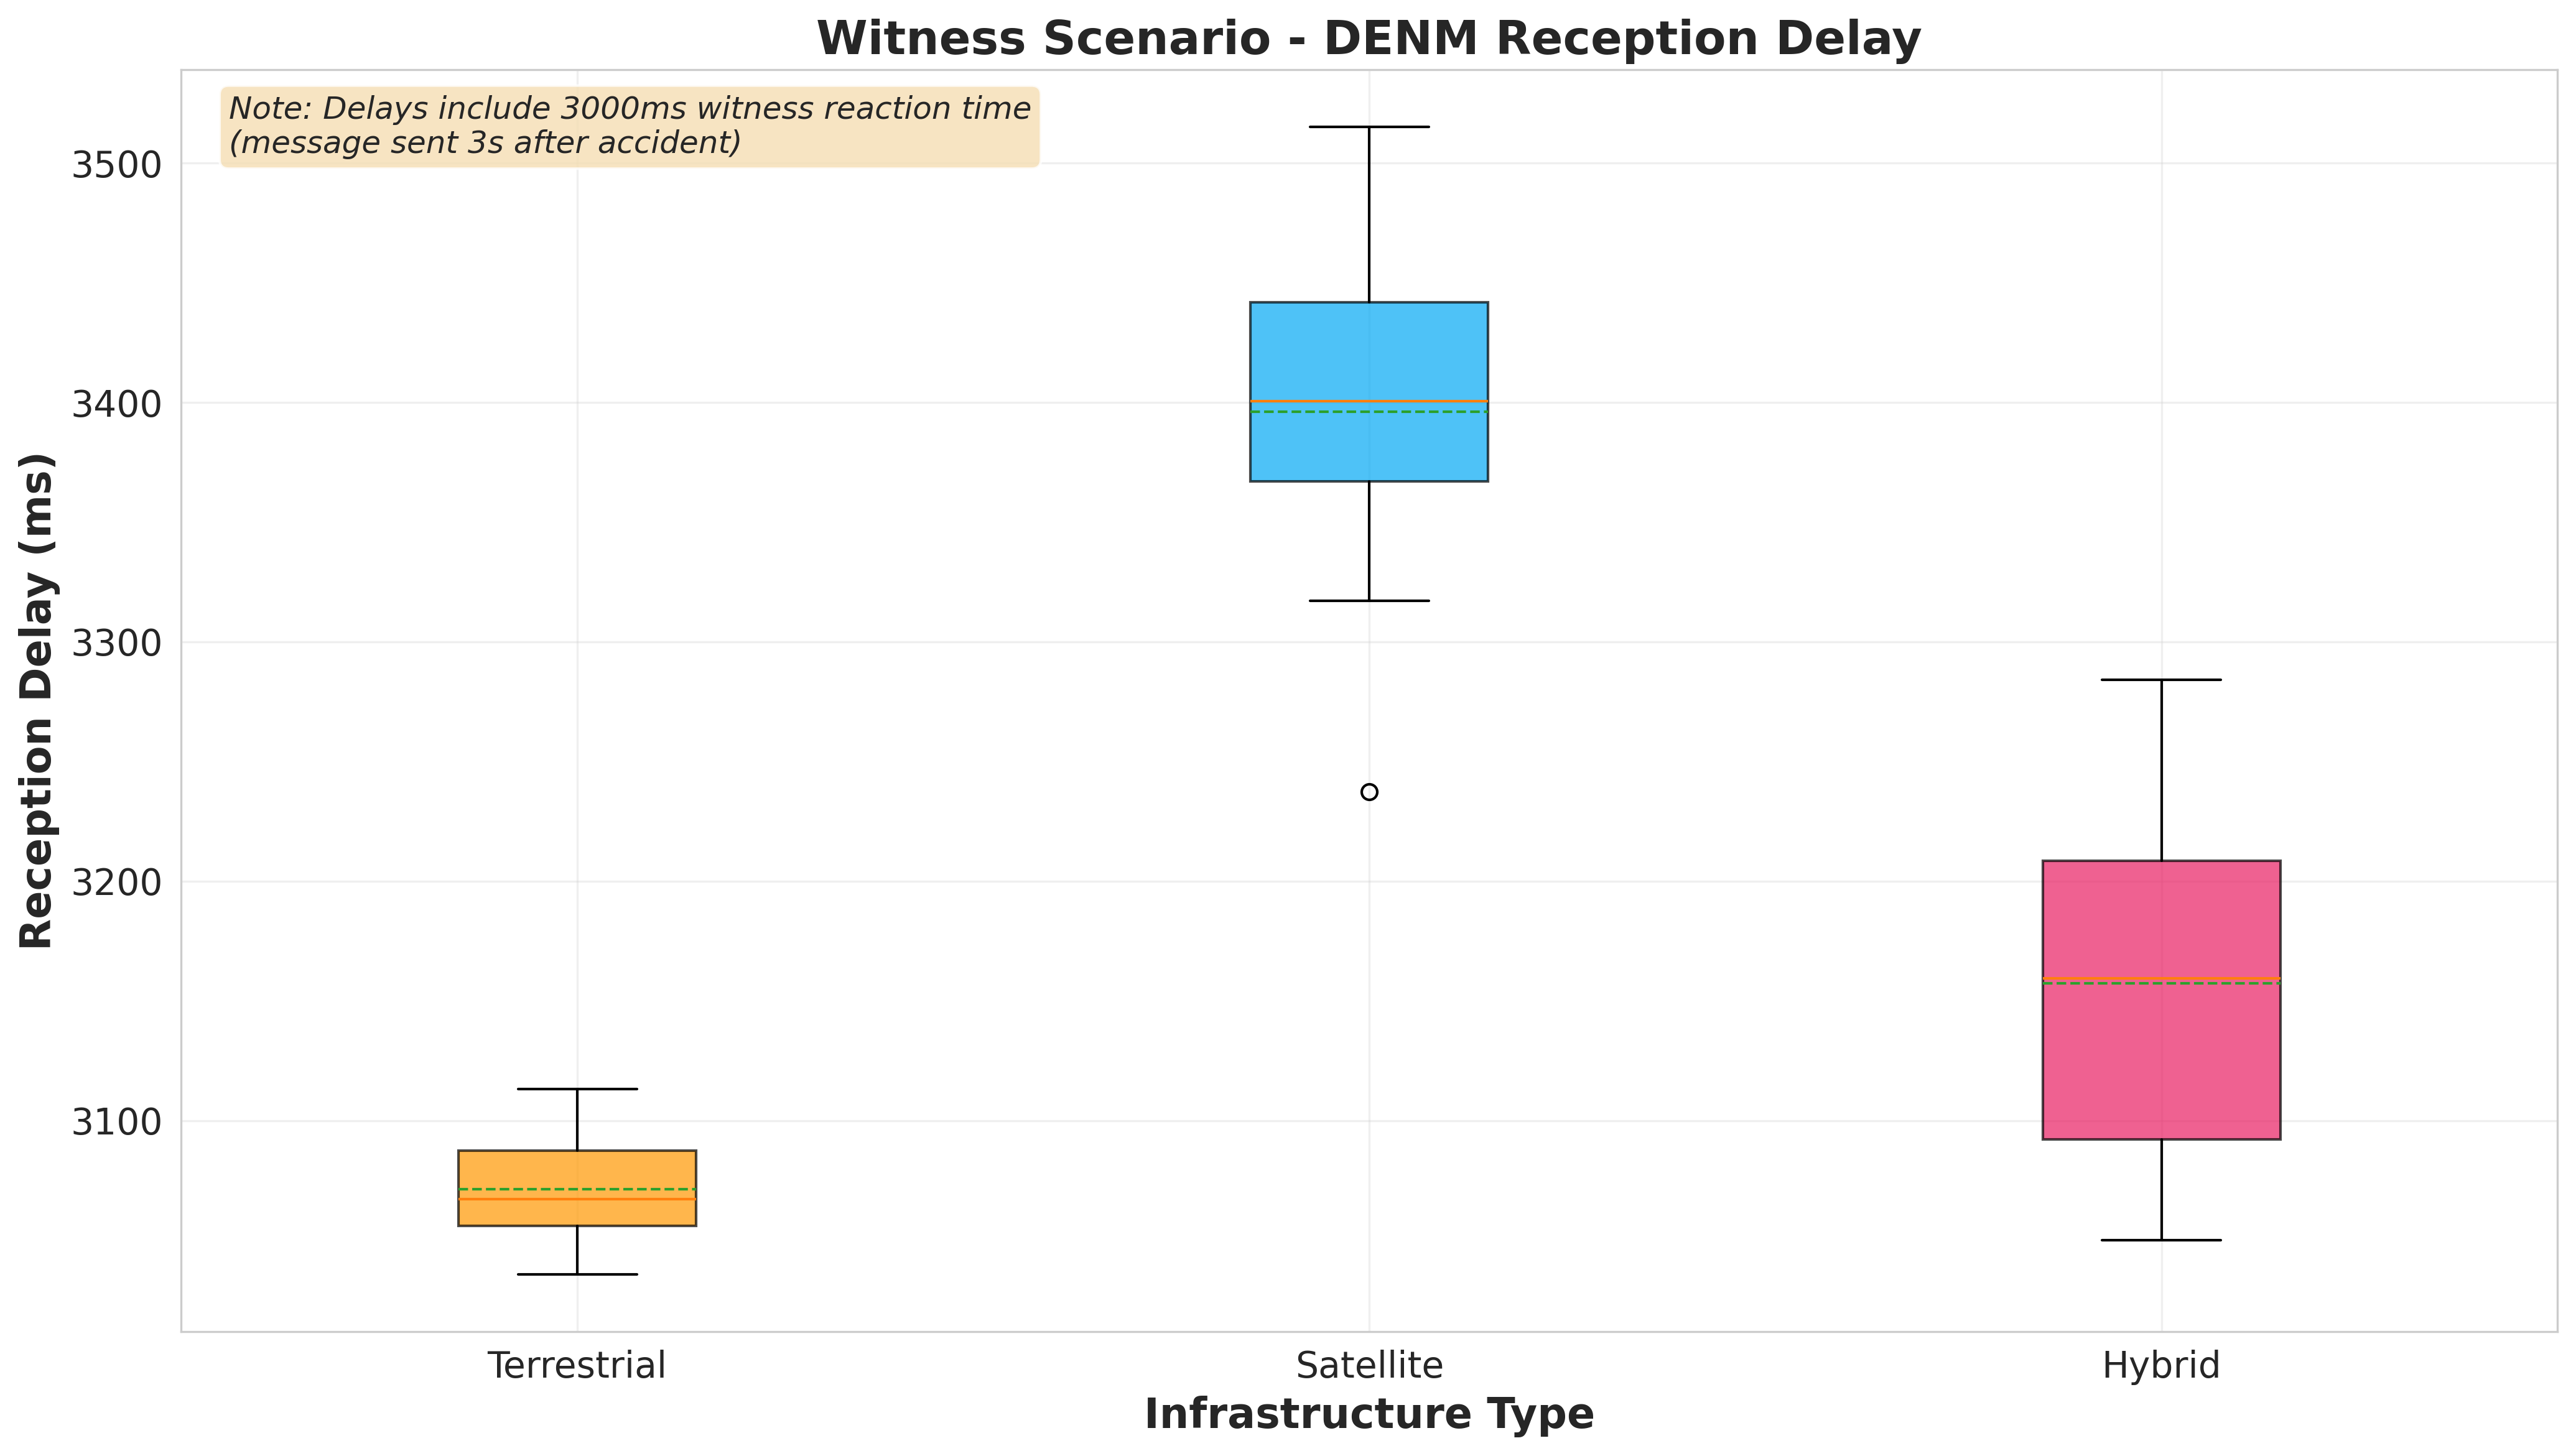 Witness Scenario - DENM Reception Delay
Note: Delays include 3000ms witness reaction time
(message sent 3s after accident)
Reception Delay (ms)
3500
3400
3300
3200
3100
Terrestrial
Satellite
Hybrid
Infrastructure Type